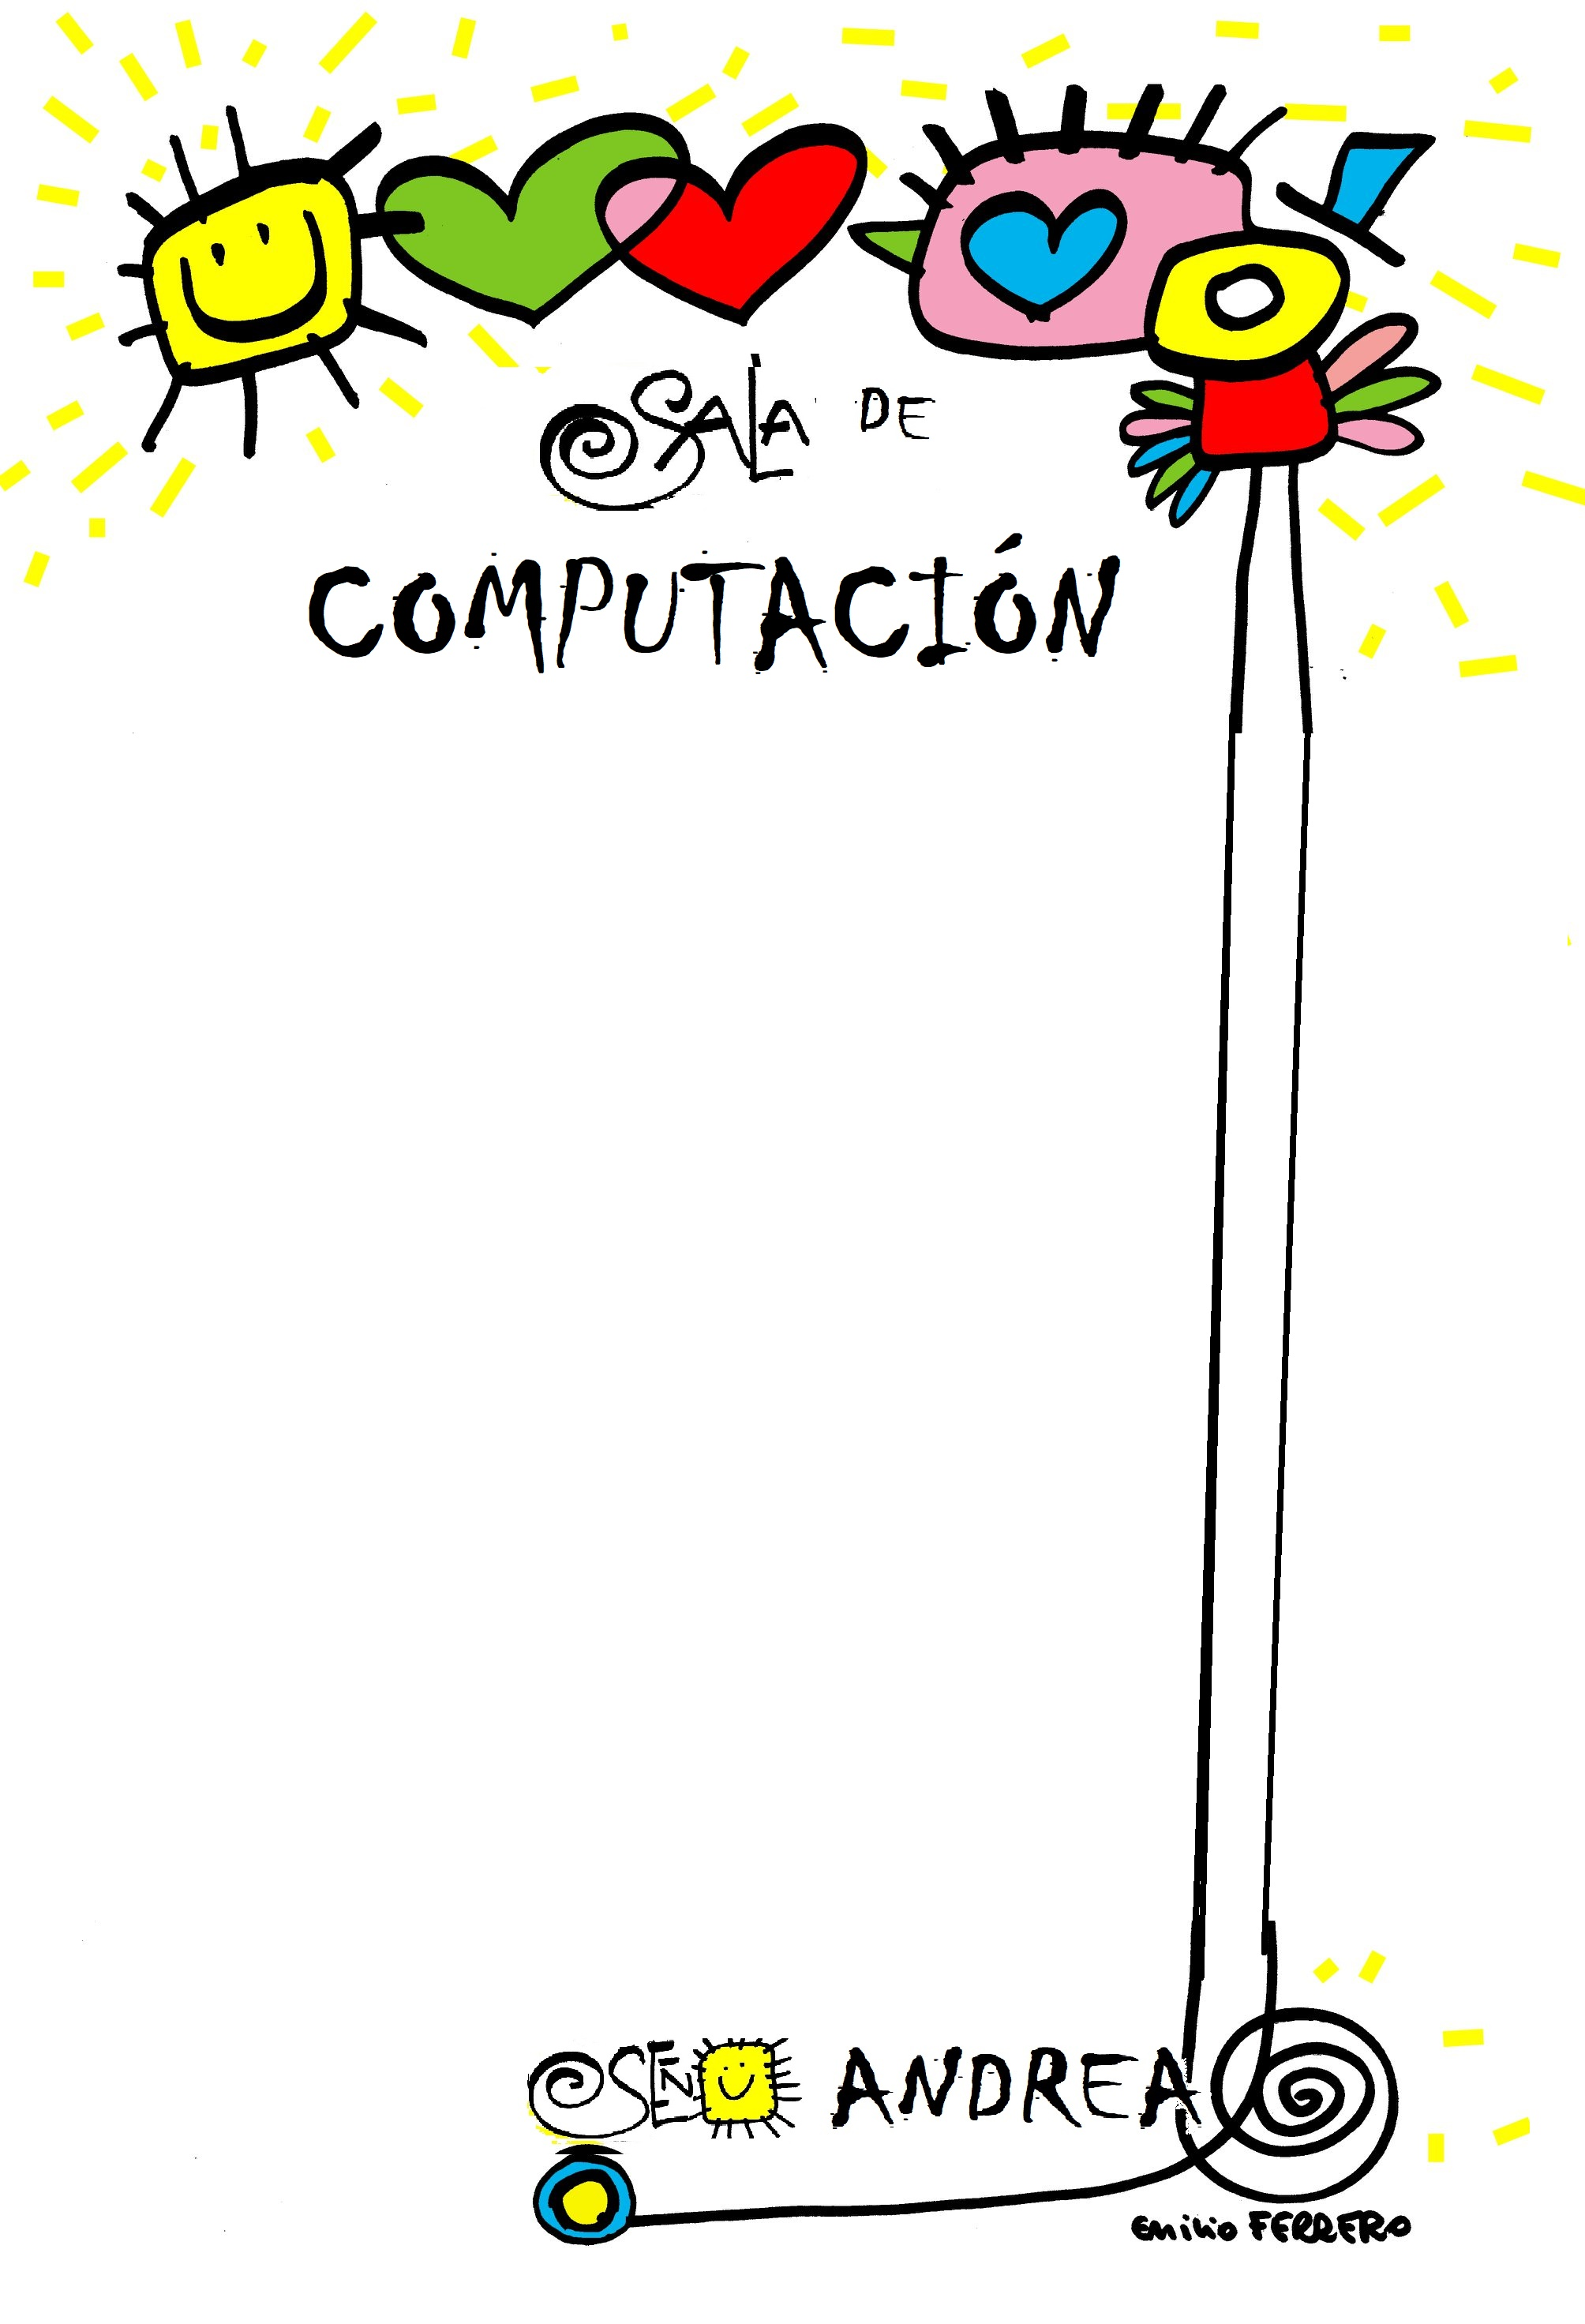 SALA DE
COMPUTACIÓN
SEÑO ANDREA
Emilio FERRERO